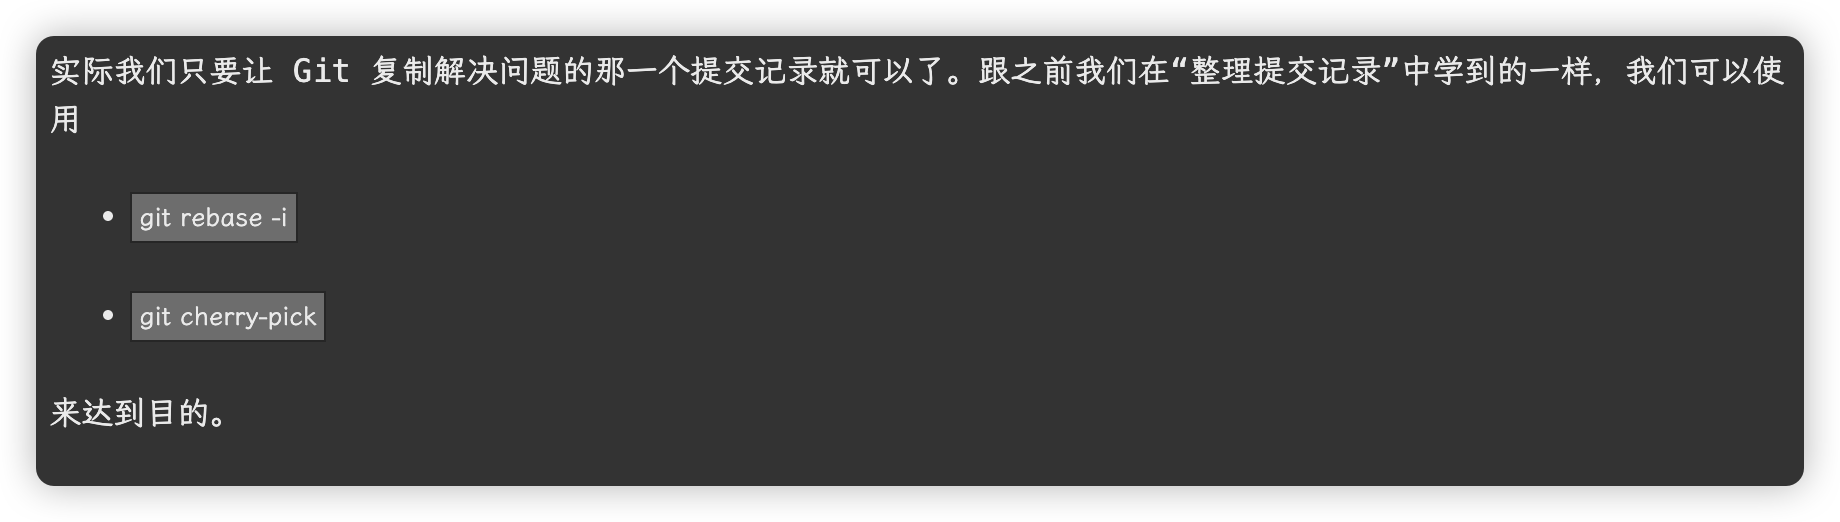 实际我们只要让 Git 复制解决问题的那一个提交记录就可以了。跟之前我们在“整理提交记录”中学到的一样，我们可以使
用
• git rebase -i
• git cherry-pick
来达到目的。